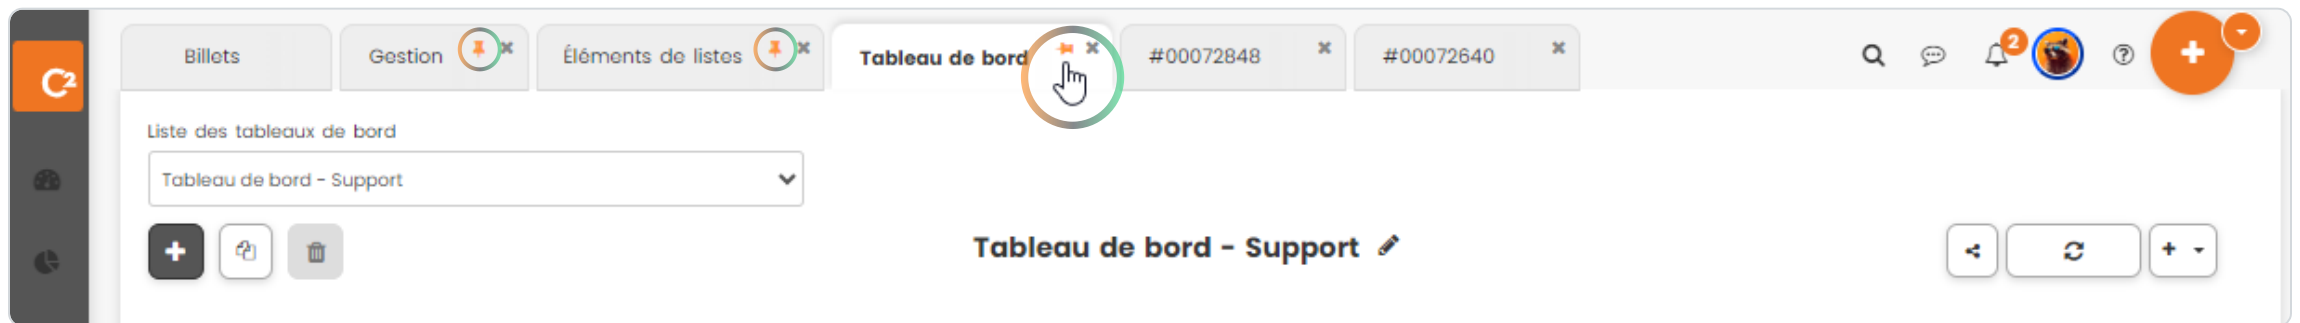 C2
Billets
Gestion
Éléments de listes
Tableau de bord
#00072848
#00072640
2
Liste des tableaux de bord
Tableau de bord - Support
Tableau de bord - Support